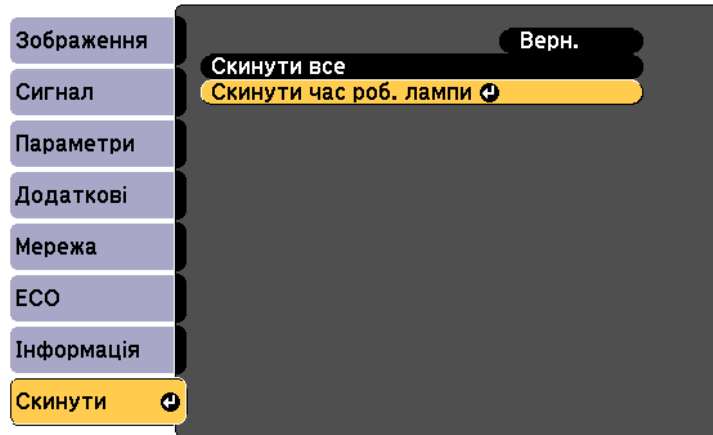 Зображення
Сигнал
Параметри
Додаткові
Мережа
ECO
Інформація
Скинути
Верн.
Скинути все
Скинути час роб. лампи